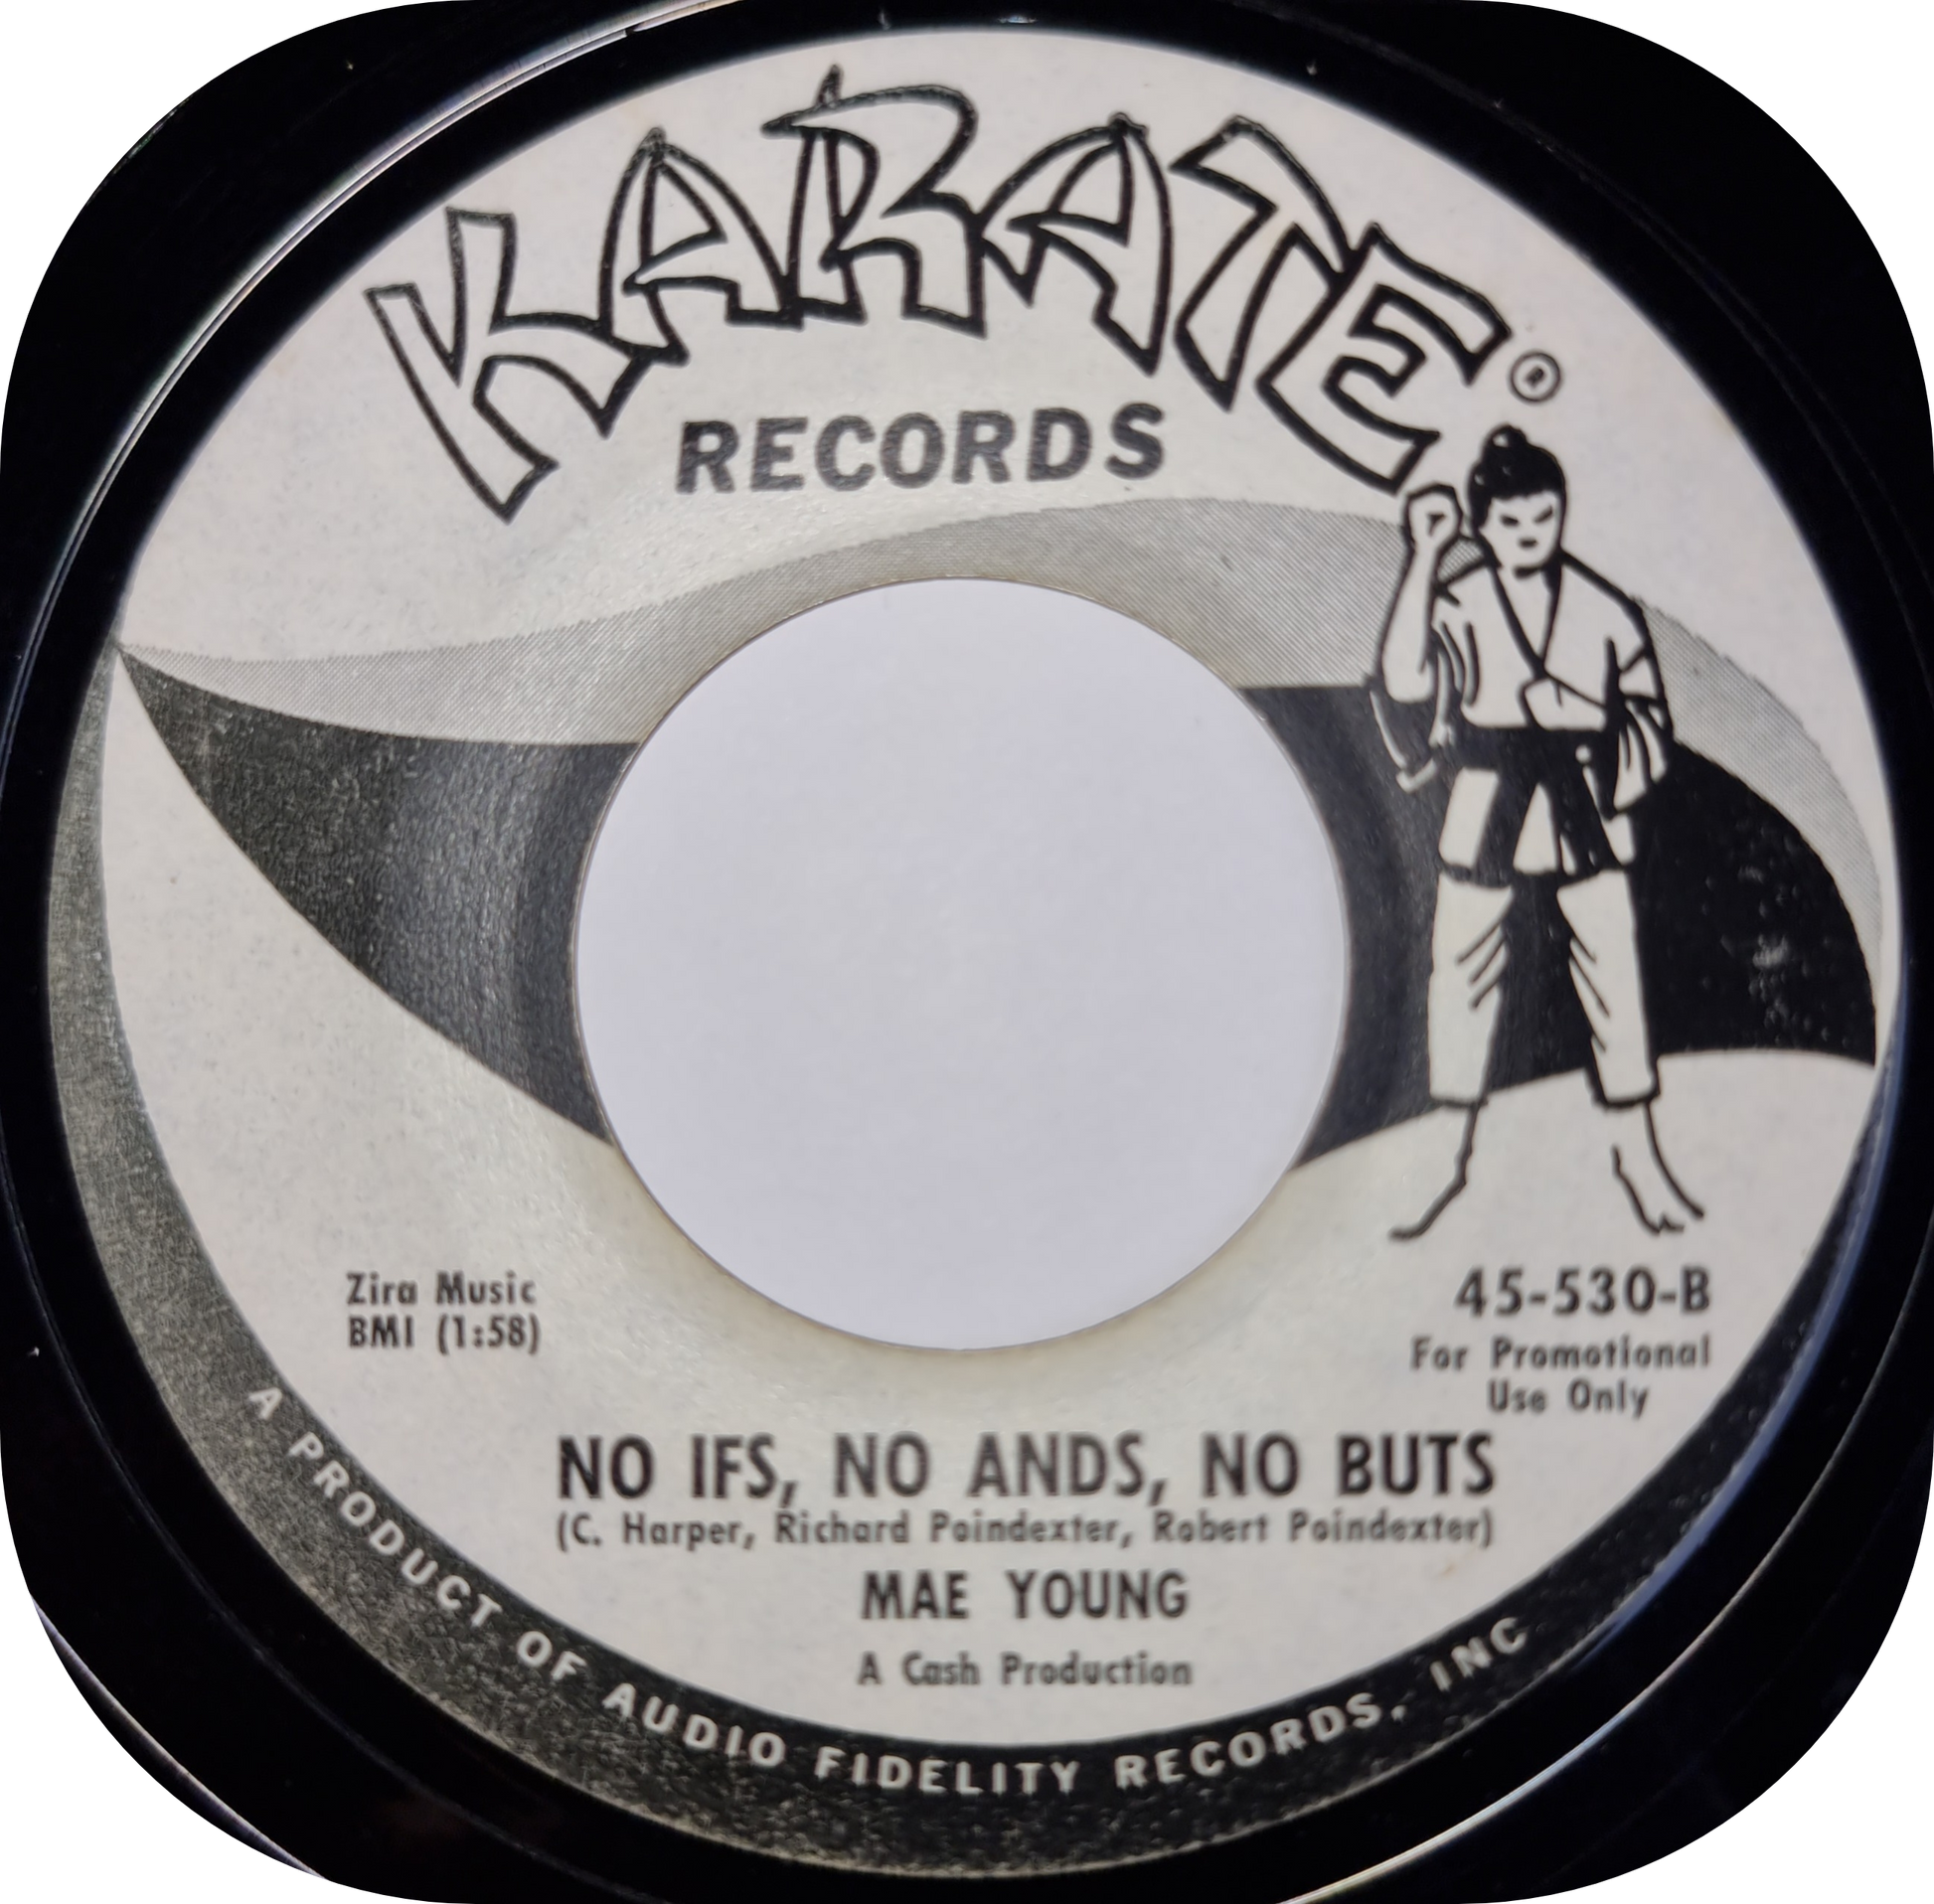 KARATE®
RECORDS
Zira Music
BMI (1:58)
45-530-B
For Promotional
Use Only
NO IFS, NO ANDS, NO BUTS
(C. Harper, Richard Poindexter, Robert Poindexter)
MAE YOUNG
A Cash Production
A PRODUCT OF AUDIO FIDELITY RECORDS, INC